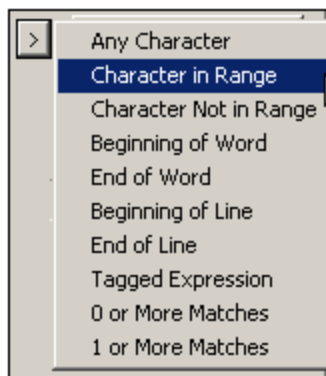 >
Any Character
Character in Range
Character Not in Range
Beginning of Word
End of Word
Beginning of Line
End of Line
Tagged Expression
0 or More Matches
1 or More Matches